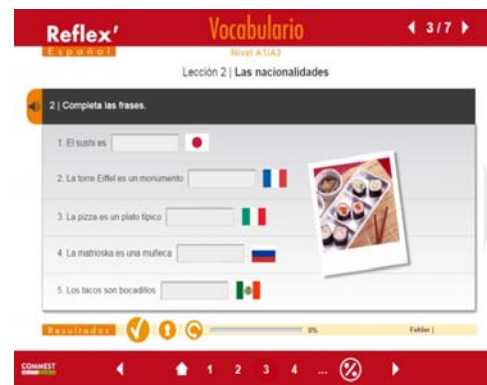 Reflex’
Español
Vocabulario
Nivel A1/A2
3/7
Lección 2 | Las nacionalidades
2 | Completa las frases.
1. El sushi es
2. La torre Eiffel es un monumento
3. La pizza es un plato típico
4. La matrioska es una muñeca
5. Los tacos son bocadillos
Resultados
0%
Fehler |
COMMEST
1 2 3 4 ...